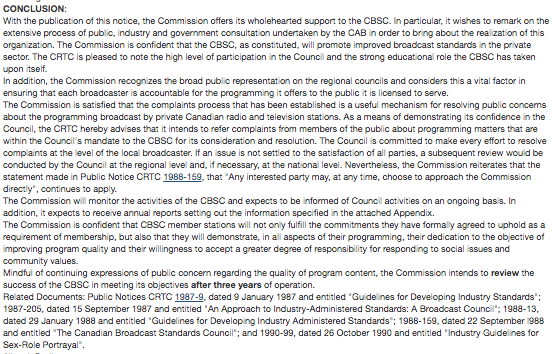 CONCLUSION:
With the publication of this notice, the Commission offers its wholehearted support to the CBSC. In particular, it wishes to remark on the
extensive process of public, industry and government consultation undertaken by the CAB in order to bring about the realization of this
organization. The Commission is confident that the CBSC, as constituted, will promote improved broadcast standards in the private
sector. The CRTC is pleased to note the high level of participation in the Council and the strong educational role the CBSC has taken
upon itself.
In addition, the Commission recognizes the broad public representation on the regional councils and considers this a vital factor in
ensuring that each broadcaster is accountable for the programming it offers to the public it is licensed to serve.
The Commission is satisfied that the complaints process that has been established is a useful mechanism for resolving public concerns
about the programming broadcast by private Canadian radio and television stations. As a means of demonstrating its confidence in the
Council, the CRTC hereby advises that it intends to refer complaints from members of the public about programming matters that are
within the Council's mandate to the CBSC for its consideration and resolution. The Council is committed to make every effort to resolve
complaints at the level of the local broadcaster. If an issue is not settled to the satisfaction of all parties, a subsequent review would be
conducted by the Council at the regional level and, if necessary, at the national level. Nevertheless, the Commission reiterates that the
statement made in Public Notice CRTC 1988-159, that "Any interested party may, at any time, choose to approach the Commission
directly", continues to apply.
The Commission will monitor the activities of the CBSC and expects to be informed of Council activities on an ongoing basis. In
addition, it expects to receive annual reports setting out the information specified in the attached Appendix.
The Commission is confident that CBSC member stations will not only fulfill the commitments they have formally agreed to uphold as a
requirement of membership, but also that they will demonstrate, in all aspects of their programming, their dedication to the objective of
improving program quality and their willingness to accept a greater degree of responsibility for responding to social issues and
community values.
Mindful of continuing expressions of public concern regarding the quality of program content, the Commission intends to review the
success of the CBSC in meeting its objectives after three years of operation.
Related Documents: Public Notices CRTC 1987-9, dated 9 January 1987 and entitled "Guidelines for Developing Industry Standards";
1987-205, dated 15 September 1987 and entitled "An Approach to Industry-Administered Standards: A Broadcast Council"; 1988-13,
dated 29 January 1988 and entitled "Guidelines for Developing Industry Administered Standards"; 1988-159, dated 22 September l988
and entitled "The Canadian Broadcast Standards Council"; and 1990-99, dated 26 October 1990 and entitled "Industry Guidelines for
Sex-Role Portrayal".